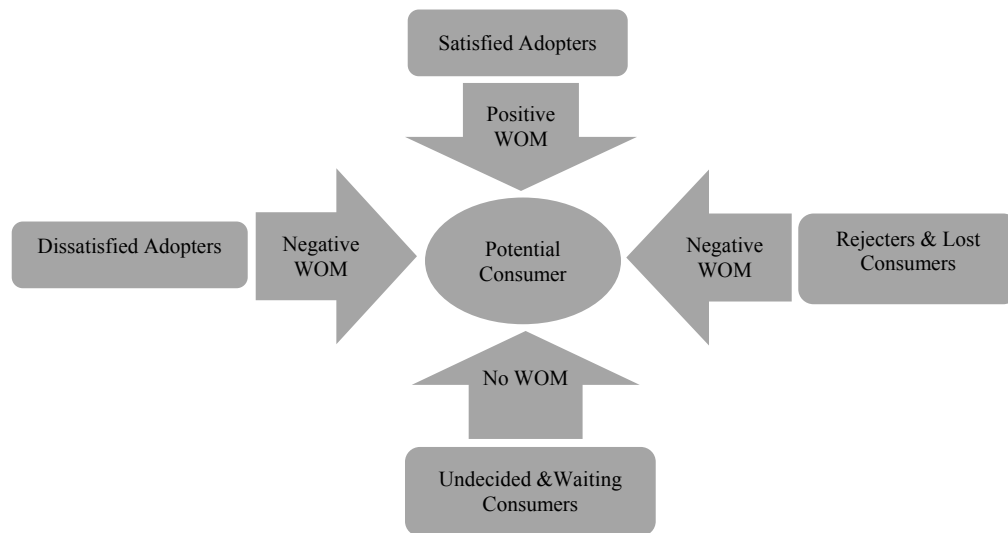 Satisfied Adopters
Positive
WOM
Dissatisfied Adopters
Negative
WOM
Potential
Consumer
Negative
WOM
Rejecters & Lost
Consumers
No WOM
Undecided &Waiting
Consumers